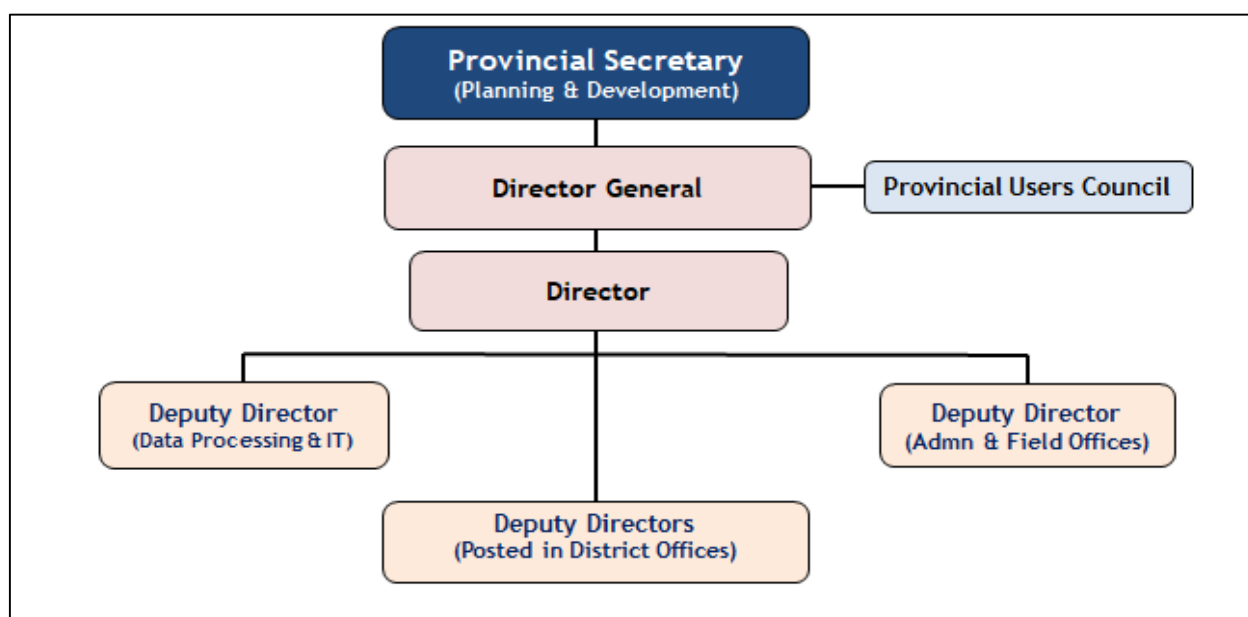 Provincial Secretary
(Planning & Development)
Director General
Provincial Users Council
Director
Deputy Director
(Data Processing & IT)
Deputy Director
(Admn & Field Offices)
Deputy Directors
(Posted in District Offices)